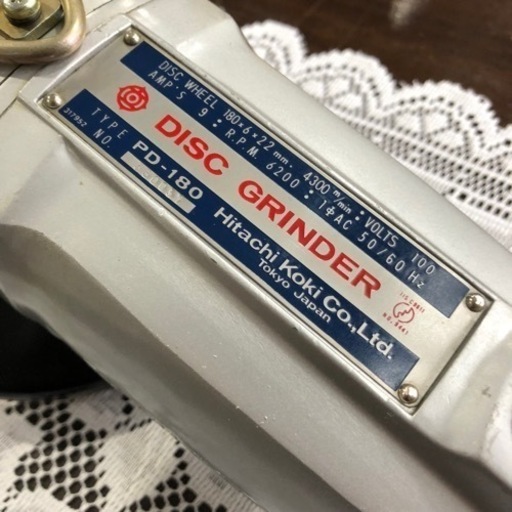 DISC WHEEL 180×6×22 mm. 4300 m/min: VOLTS 100
AMP'S 9: R.P.M. 6200: 1ΦAC 50/60 Hz
DISC GRINDER
317952
TYPE PD-180
NO.
Hitachi Koki Co.,Ltd.
Tokyo Japan